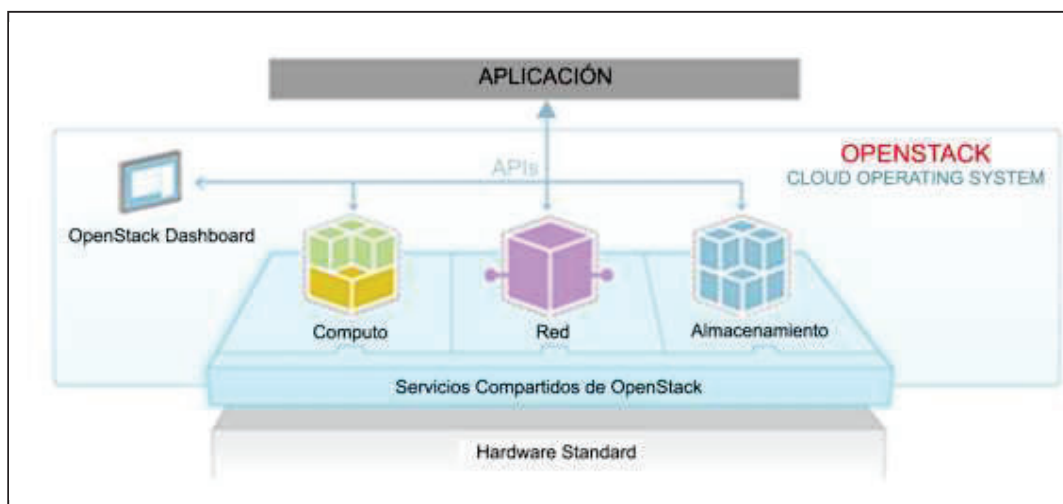 APLICACIÓN
APIs
OPENSTACK
CLOUD OPERATING SYSTEM
OpenStack Dashboard
Computo
Red
Almacenamiento
Servicios Compartidos de OpenStack
Hardware Standard